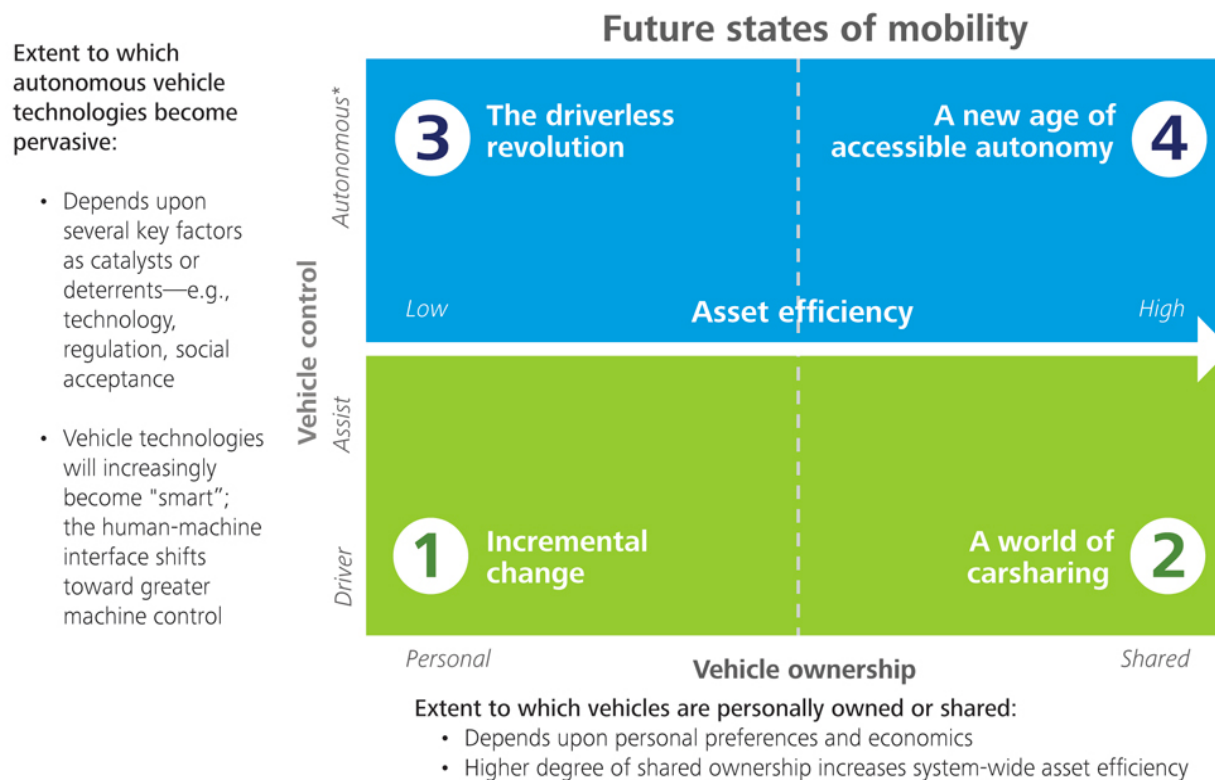 Future states of mobility
Extent to which
autonomous vehicle
technologies become
pervasive:
• Depends upon
several key factors
as catalysts or
deterrents—e.g.,
technology,
regulation, social
acceptance
• Vehicle technologies
will increasingly
become "smart”;
the human-machine
interface shifts
toward greater
machine control
Vehicle control
Autonomous*
Assist
Driver
3
The driverless
revolution
A new age of
accessible autonomy
4
Low
Asset efficiency
High
1
Incremental
change
A world of
carsharing
2
Personal
Vehicle ownership
Shared
Extent to which vehicles are personally owned or shared:
• Depends upon personal preferences and economics
• Higher degree of shared ownership increases system-wide asset efficiency